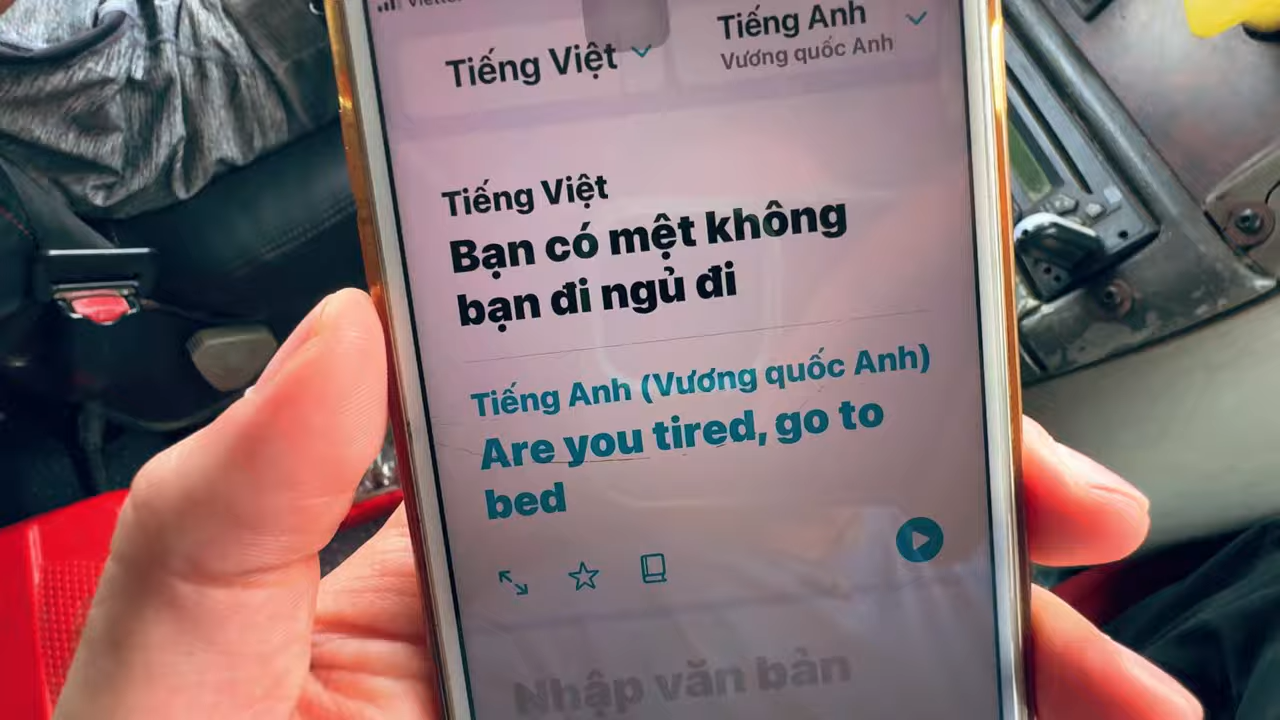 Tiếng Việt
Tiếng Anh
Vương quốc Anh
Tiếng Việt
Bạn có mệt không
bạn đi ngủ đi
Tiếng Anh (Vương quốc Anh)
Are you tired, go to
bed
Nhập văn bản